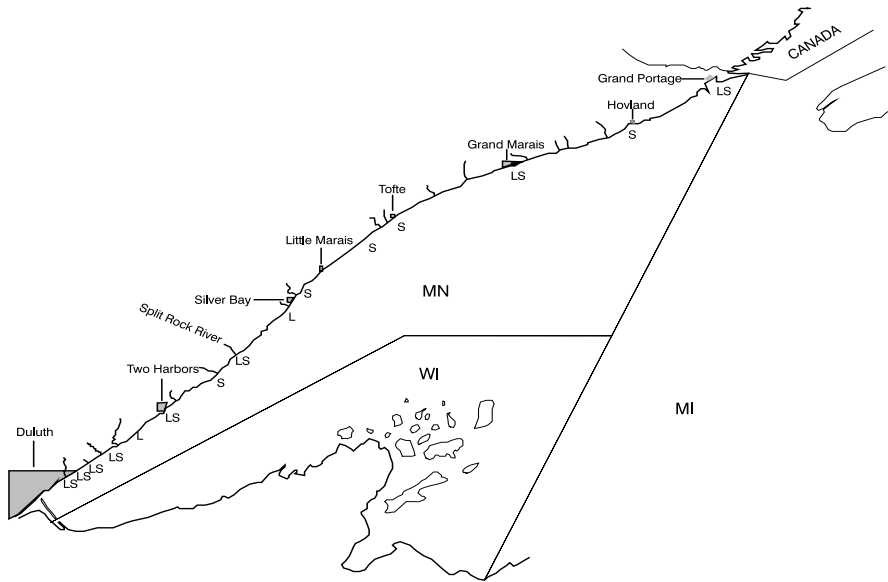 CANADA
Grand Portage
LS
Hovland
S
Grand Marais
LS
Tofte
S
S
Little Marais
S
MN
Silver Bay
L
Split Rock River
LS
Two Harbors
S
WI
LS
MI
L
Duluth
LS
LS
LS
LS